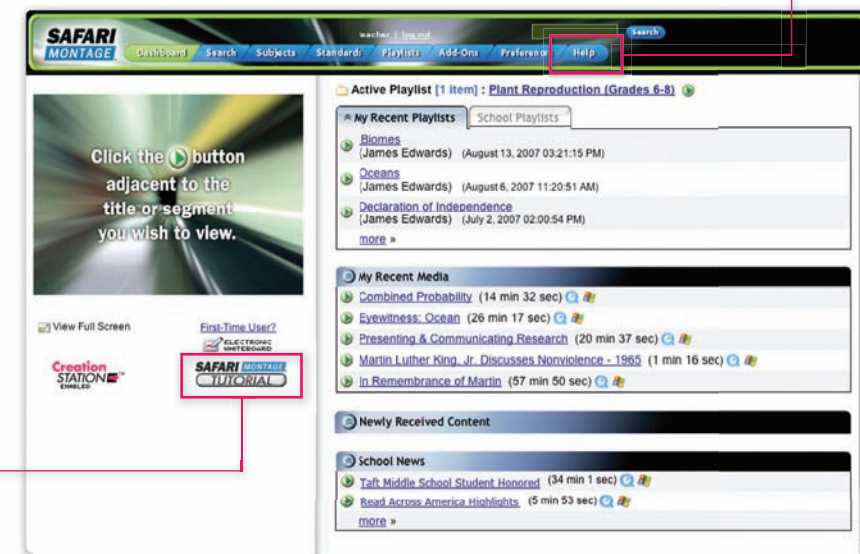 SAFARI
MONTAGE
teacher | log out
Search
Dashboard Search Subjects Standards Playlists Add-Ons Preferences Help
Click the button
adjacent to the
title or segment
you wish to view.
View Full Screen
First-Time User?
ELECTRONIC
WHITEBOARD
Creation
STATION™
ENABLED
SAFARI MONTAGE
TUTORIAL
Active Playlist [1 item] : Plant Reproduction (Grades 6-8)
My Recent Playlists School Playlists
Biomes
(James Edwards) (August 13, 2007 03:21:15 PM)
Oceans
(James Edwards) (August 6, 2007 11:20:51 AM)
Declaration of Independence
(James Edwards) (July 2, 2007 02:00:54 PM)
more »
My Recent Media
Combined Probability (14 min 32 sec)
Eyewitness: Ocean (26 min 17 sec)
Presenting & Communicating Research (20 min 37 sec)
Martin Luther King, Jr. Discusses Nonviolence - 1965 (1 min 16 sec)
In Remembrance of Martin (57 min 50 sec)
Newly Received Content
School News
Taft Middle School Student Honored (34 min 1 sec)
Read Across America Highlights (5 min 53 sec)
more »